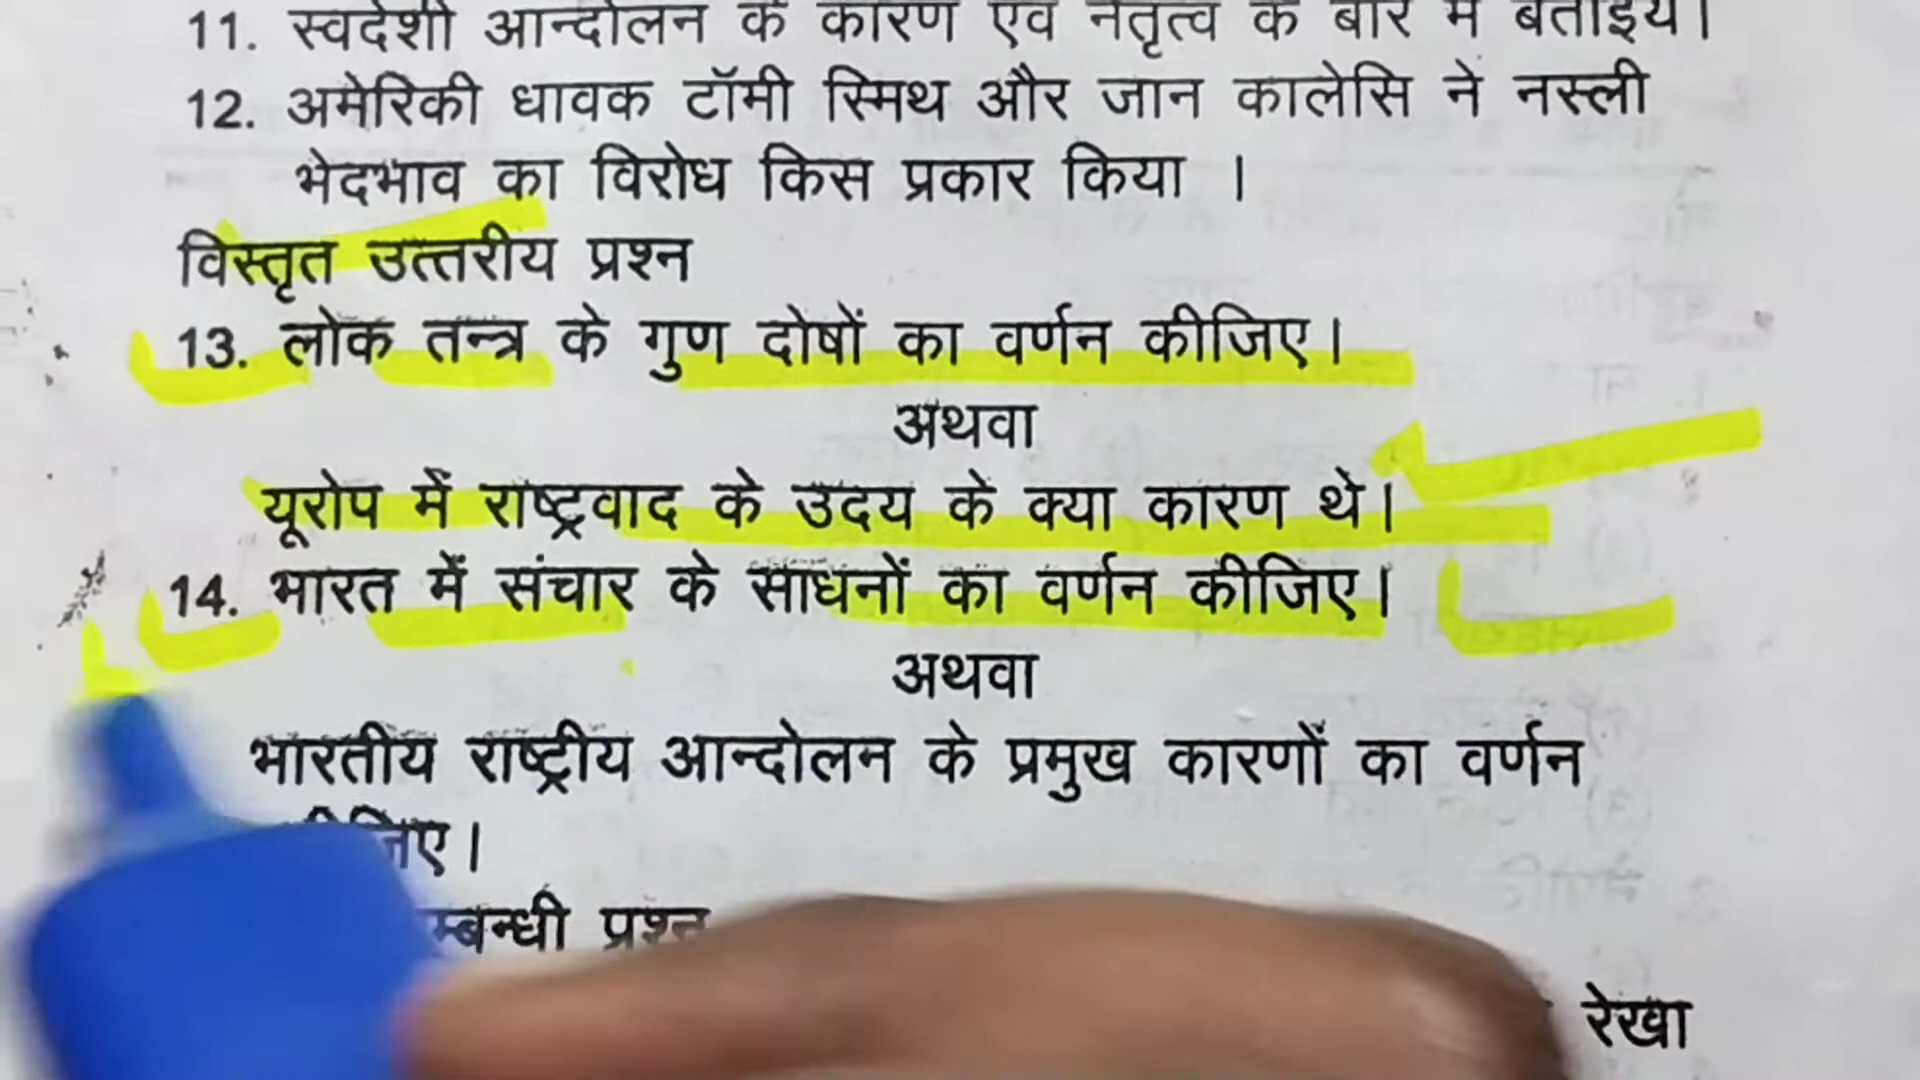 11. स्वदेशी आन्दोलन के कारण एवं नेतृत्व के बारे में बताइये।
12. अमेरिकी धावक टॉमी स्मिथ और जान कालेसि ने नस्ली
भेदभाव का विरोध किस प्रकार किया ।
विस्तृत उत्तरीय प्रश्न
13. लोक तन्त्र के गुण दोषों का वर्णन कीजिए।
अथवा
यूरोप में राष्ट्रवाद के उदय के क्या कारण थे।
14. भारत में संचार के साधनों का वर्णन कीजिए।
अथवा
भारतीय राष्ट्रीय आन्दोलन के प्रमुख कारणों का वर्णन
प्रश्न
रेखा